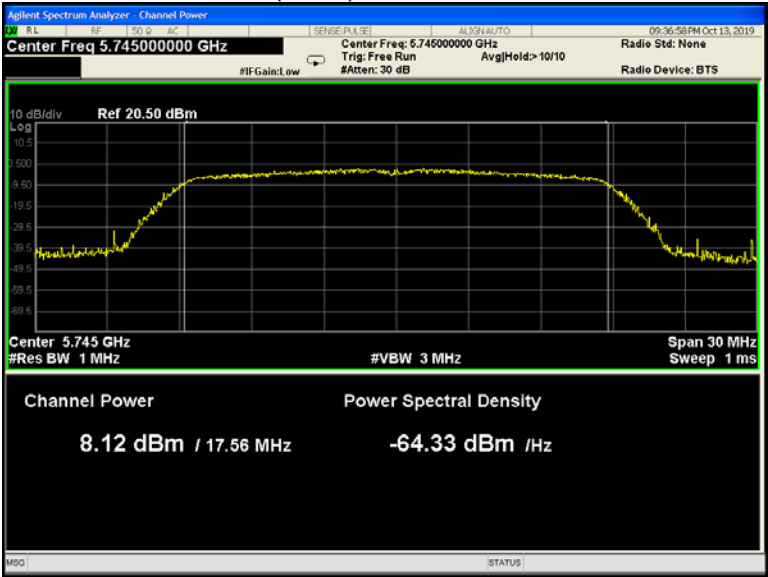 Agilent Spectrum Analyzer - Channel Power
RL RF 50 Ω AC SENSE:PULSE ALIGN AUTO 09:36:58 PM Oct 13, 2019
Center Freq 5.745000000 GHz Center Freq: 5.745000000 GHz Radio Std: None
Trig: Free Run Avg|Hold:> 10/10
#IFGain:Low #Atten: 30 dB Radio Device: BTS
10 dB/div Ref 20.50 dBm
Log
10.5
0.500
-9.50
-19.5
-29.5
-39.5
-49.5
-59.5
-69.5
Center 5.745 GHz Span 30 MHz
#Res BW 1 MHz #VBW 3 MHz Sweep 1 ms
Channel Power Power Spectral Density
8.12 dBm / 17.56 MHz -64.33 dBm /Hz
MSG STATUS